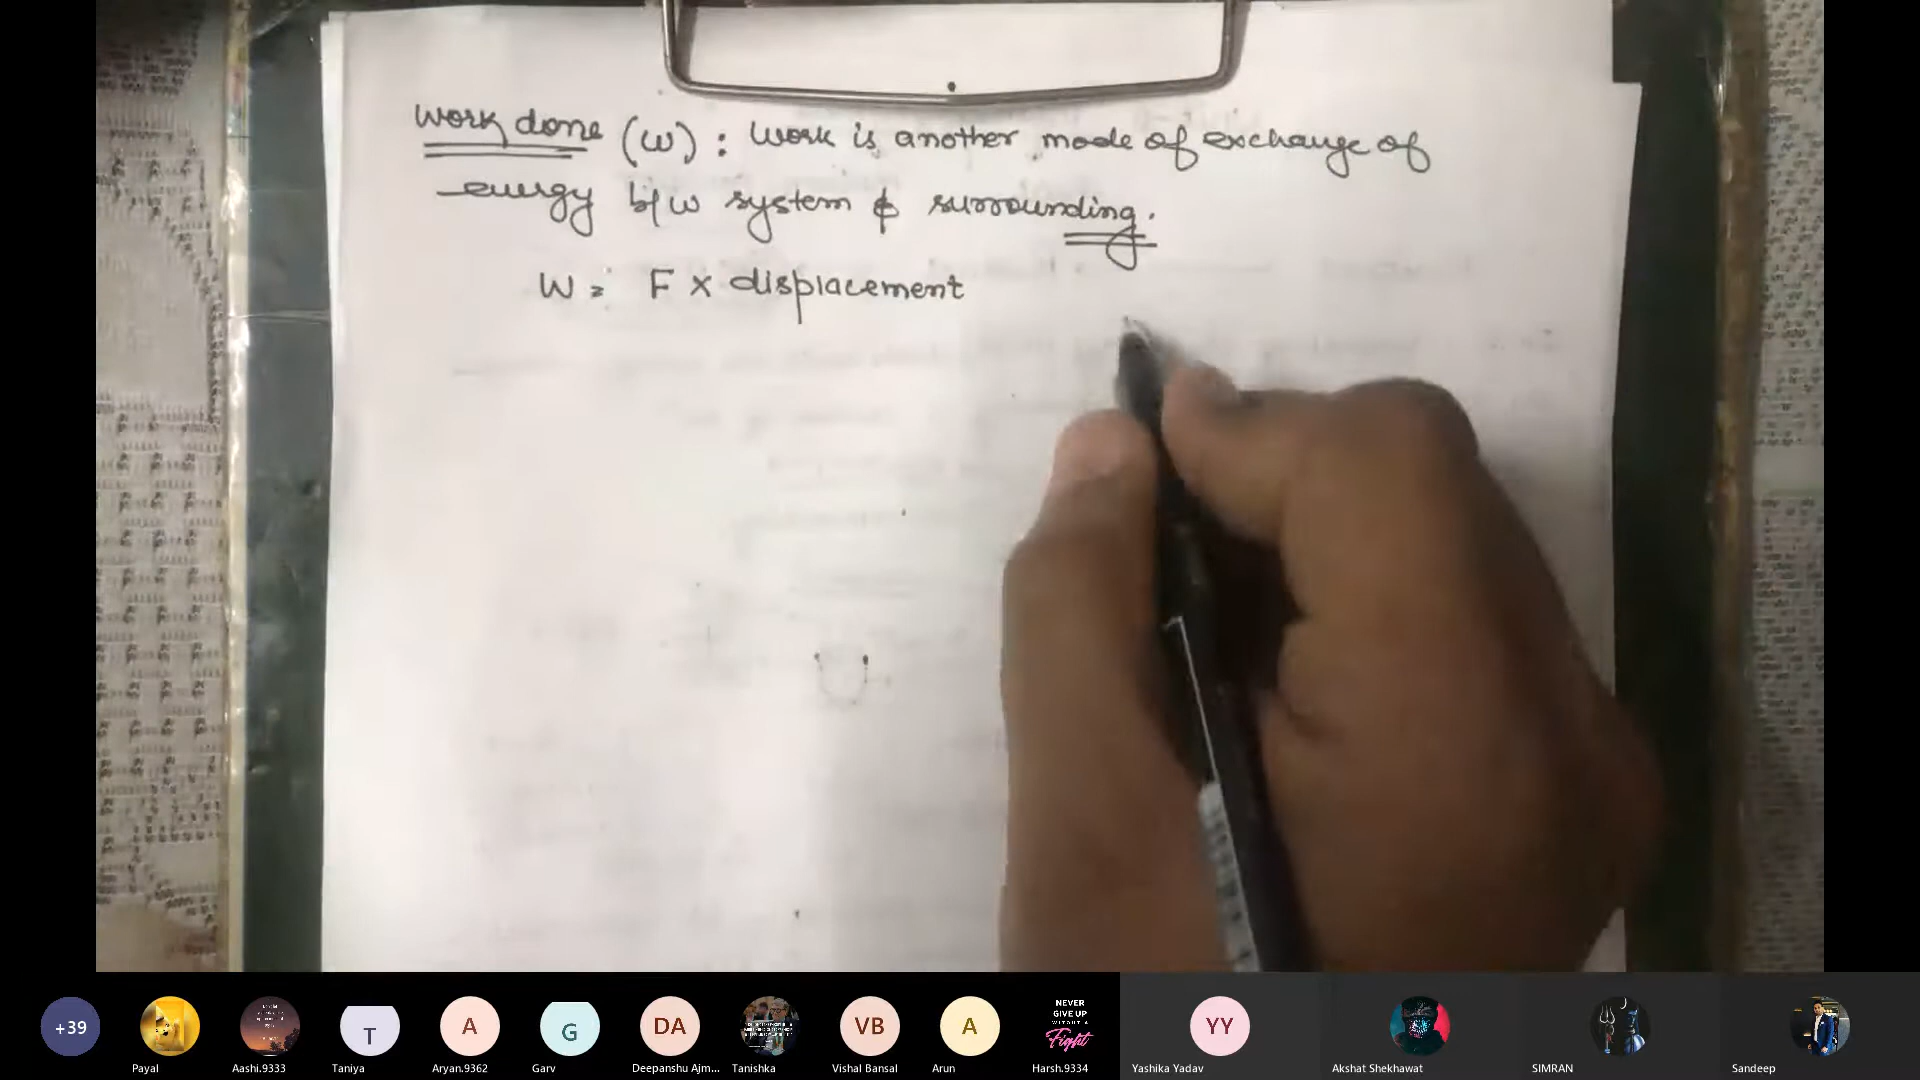 Work done (w) : Work is another mode of exchange of
energy b/w system & surrounding.
W = F x displacement
+39
T
A
G
DA
VB
A
NEVER
GIVE UP
WITHOUT A
Fight
YY
Payal
Aashi.9333
Taniya
Aryan.9362
Garv
Deepanshu Ajm...
Tanishka
Vishal Bansal
Arun
Harsh.9334
Yashika Yadav
Akshat Shekhawat
SIMRAN
Sandeep